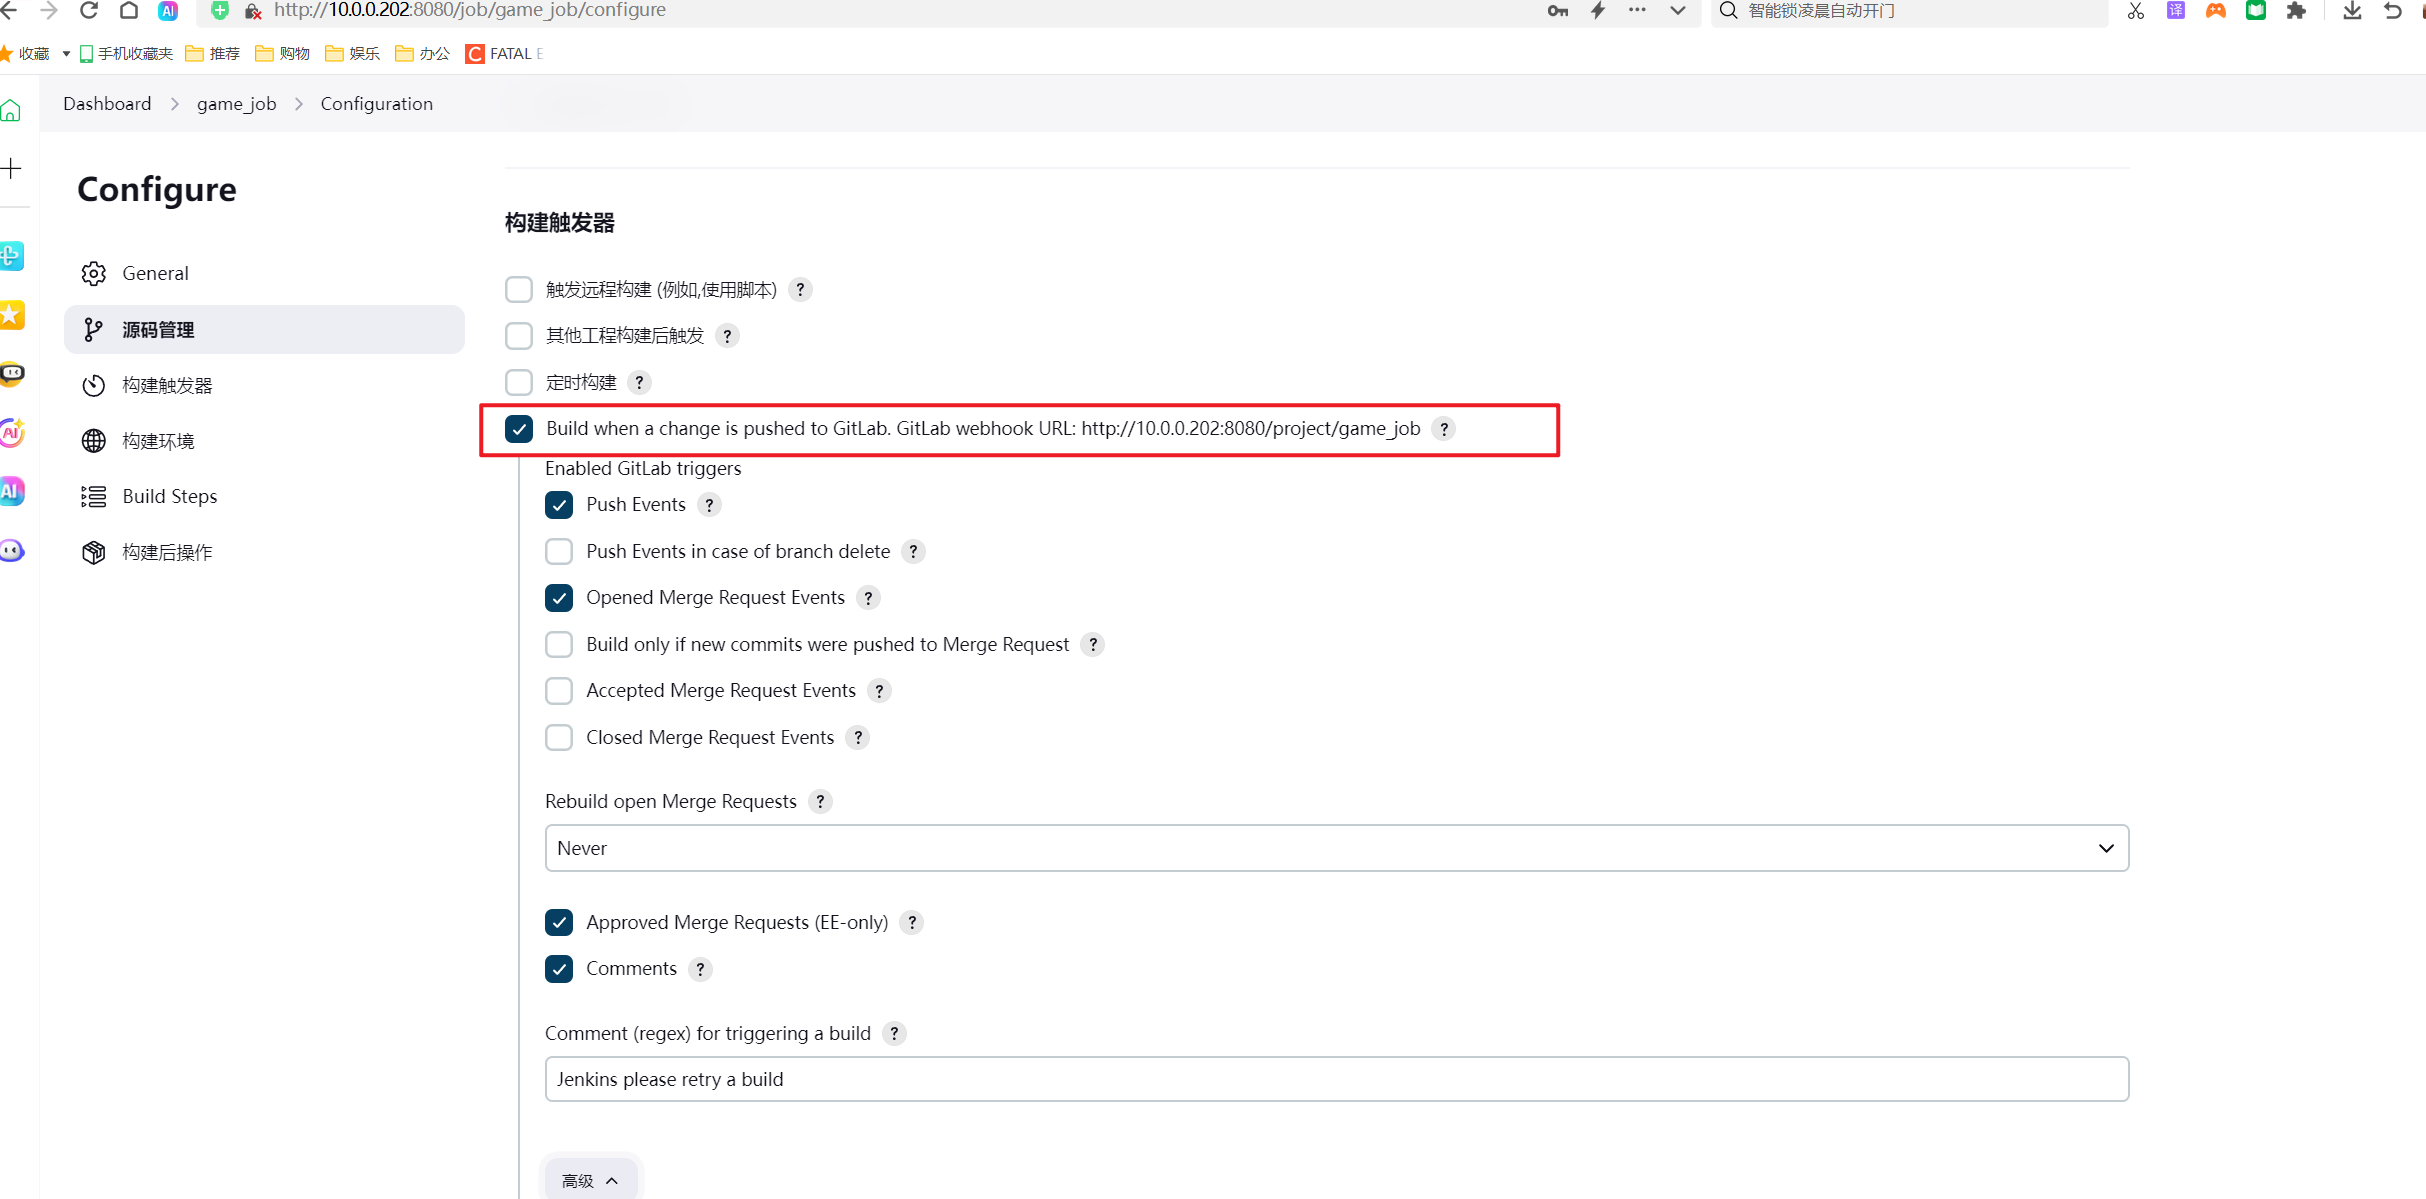 http://10.0.0.202:8080/job/game_job/configure
智能锁凌晨自动开门
收藏 手机收藏夹 推荐 购物 娱乐 办公 FATAL E
Dashboard game_job Configuration
Configure
General
源码管理
构建触发器
构建环境
Build Steps
构建后操作
构建触发器
触发远程构建 (例如,使用脚本) ?
其他工程构建后触发 ?
定时构建 ?
Build when a change is pushed to GitLab. GitLab webhook URL: http://10.0.0.202:8080/project/game_job ?
Enabled GitLab triggers
Push Events ?
Push Events in case of branch delete ?
Opened Merge Request Events ?
Build only if new commits were pushed to Merge Request ?
Accepted Merge Request Events ?
Closed Merge Request Events ?
Rebuild open Merge Requests ?
Never
Approved Merge Requests (EE-only) ?
Comments ?
Comment (regex) for triggering a build ?
Jenkins please retry a build
高级